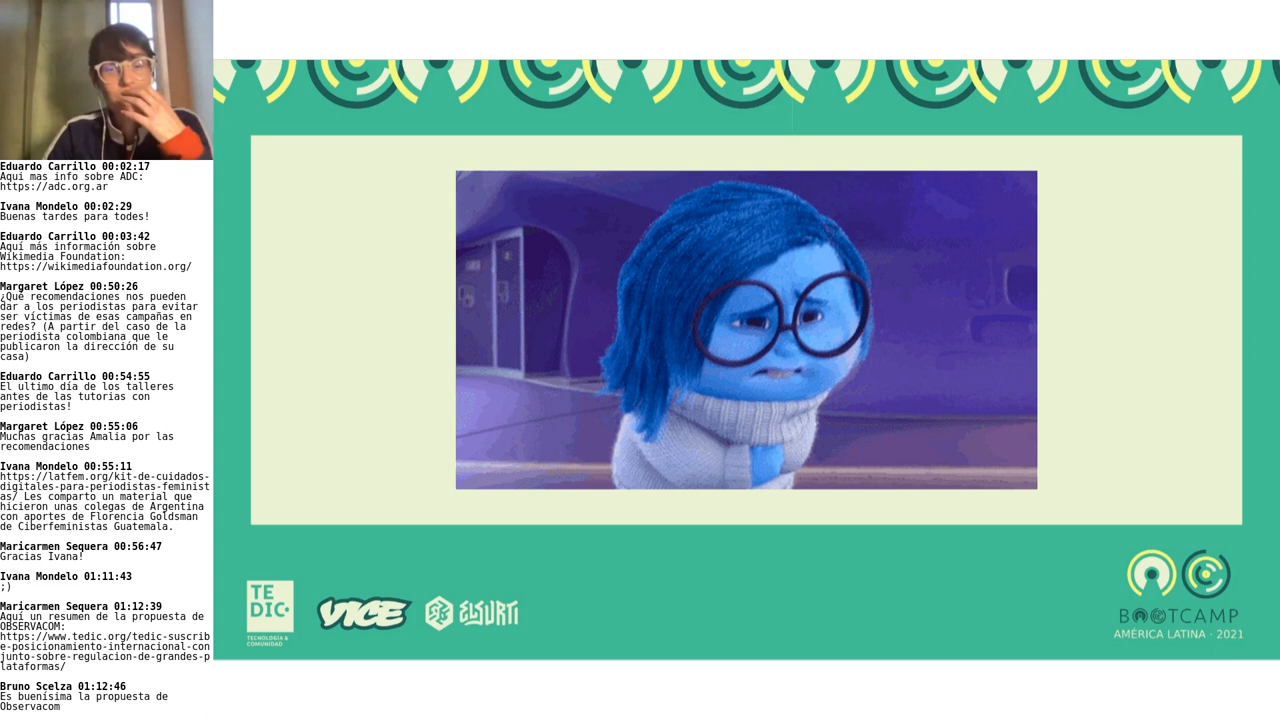 Eduardo Carrillo 00:02:17
Aqui mas info sobre ADC:
https://adc.org.ar
Ivana Mondelo 00:02:29
Buenas tardes para todes!
Eduardo Carrillo 00:03:42
Aquí más información sobre
Wikimedia Foundation:
https://wikimediafoundation.org/
Margaret López 00:50:26
¿Qué recomendaciones nos pueden
dar a los periodistas para evitar
ser víctimas de esas campañas en
redes? (A partir del caso de la
periodista colombiana que le
publicaron la dirección de su
casa)
Eduardo Carrillo 00:54:55
El ultimo día de los talleres
antes de las tutorias con
periodistas!
Margaret López 00:55:06
Muchas gracias Amalia por las
recomendaciones
Ivana Mondelo 00:55:11
https://latfem.org/kit-de-cuidados-
digitales-para-periodistas-feminist
as/ Les comparto un material que
hicieron unas colegas de Argentina
con aportes de Florencia Goldsman
de Ciberfeministas Guatemala.
Maricarmen Sequera 00:56:47
Gracias Ivana!
Ivana Mondelo 01:11:43
;)
Maricarmen Sequera 01:12:39
Aquí un resumen de la propuesta de
OBSERVACOM:
https://www.tedic.org/tedic-suscrib
e-posicionamiento-internacional-con
junto-sobre-regulacion-de-grandes-p
lataformas/
Bruno Scelza 01:12:46
Es buenísima la propuesta de
Observacom
TE
DIC
TECNOLOGÍA &
COMUNIDAD
VICE
ELSURTI
BOOTCAMP
AMÉRICA LATINA · 2021